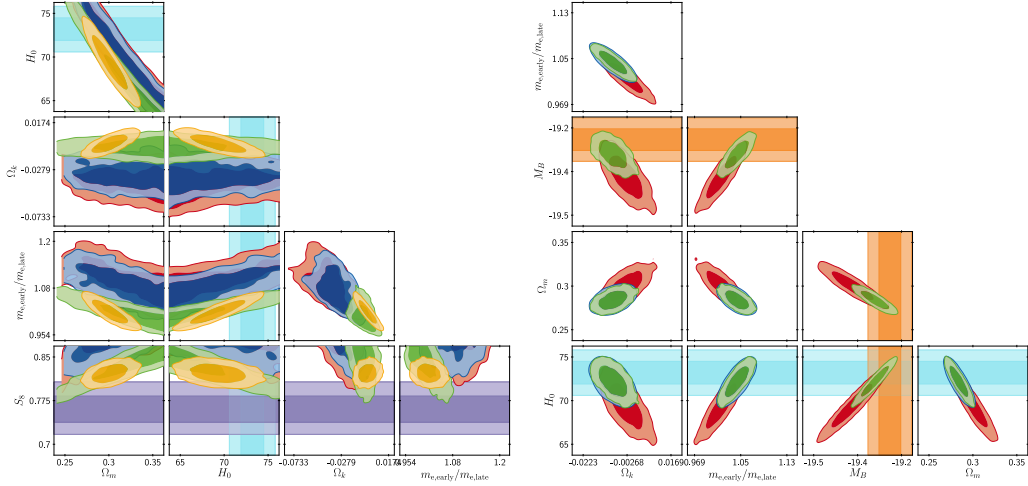 75
70
65
H₀
0.0174
-0.0279
-0.0733
Ωₖ
1.2
1.08
0.954
mₑ,early/mₑ,late
0.85
0.775
0.7
S₈
0.25 0.3 0.35
Ωₘ
65 70 75
H₀
-0.0733 -0.0279 0.0174
Ωₖ
0.954 1.08 1.2
mₑ,early/mₑ,late
1.13
1.05
0.969
mₑ,early/mₑ,late
-19.2
-19.4
-19.5
M_B
0.35
0.3
0.25
Ωₘ
75
70
65
H₀
-0.0223 -0.00268 0.0169
Ωₖ
0.969 1.05 1.13
mₑ,early/mₑ,late
-19.5 -19.4 -19.2
M_B
0.25 0.3 0.35
Ωₘ